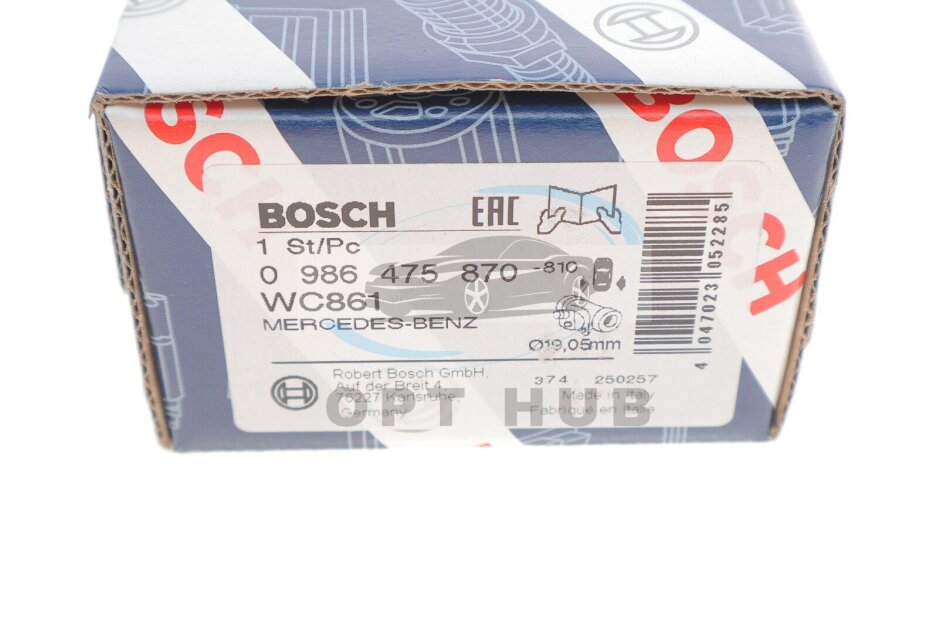 BOSCH
BOSCH
BOSCH EAC
1 St/Pc
0 986 475 870 -810
WC861
MERCEDES-BENZ
Ø19,05mm
Robert Bosch GmbH,
Auf der Breit 4,
76227 Karlsruhe,
Germany
374 250257
Made in Italy
Fabriqué en Italie
4 047023 052285
OPT HUB